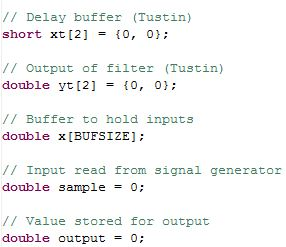 // Delay buffer (Tustin)
short xt[2] = {0, 0};
// Output of filter (Tustin)
double yt[2] = {0, 0};
// Buffer to hold inputs
double x[BUFSIZE];
// Input read from signal generator
double sample = 0;
// Value stored for output
double output = 0;